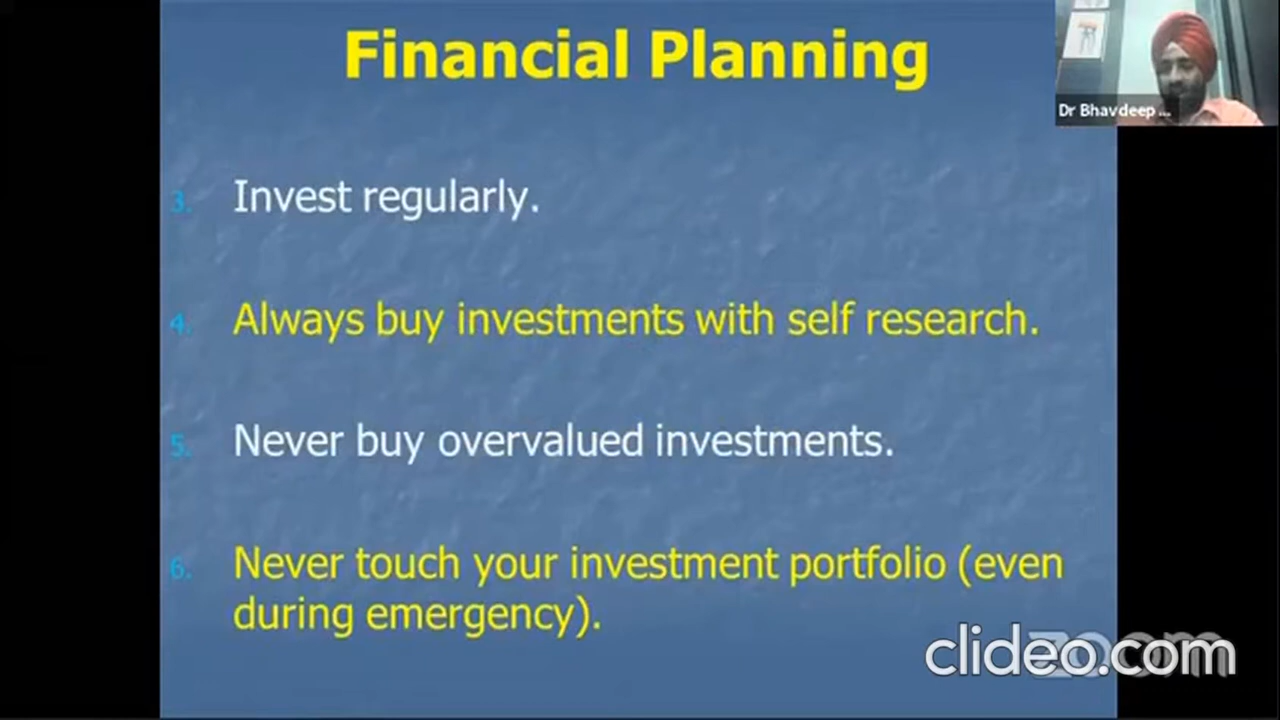 Financial Planning
Dr Bhavdeep ...
3. Invest regularly.
4. Always buy investments with self research.
5. Never buy overvalued investments.
6. Never touch your investment portfolio (even
during emergency).
zoom
clideo.com